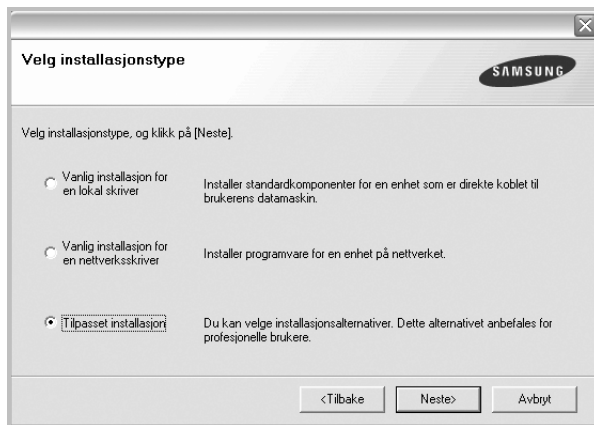 Velg installasjonstype
SAMSUNG
Velg installasjonstype, og klikk på [Neste].
Vanlig installasjon for
en lokal skriver
Installer standardkomponenter for en enhet som er direkte koblet til
brukerens datamaskin.
Vanlig installasjon for
en nettverksskriver
Installer programvare for en enhet på nettverket.
Tilpasset installasjon
Du kan velge installasjonsalternativer. Dette alternativet anbefales for
profesjonelle brukere.
<Tilbake
Neste>
Avbryt